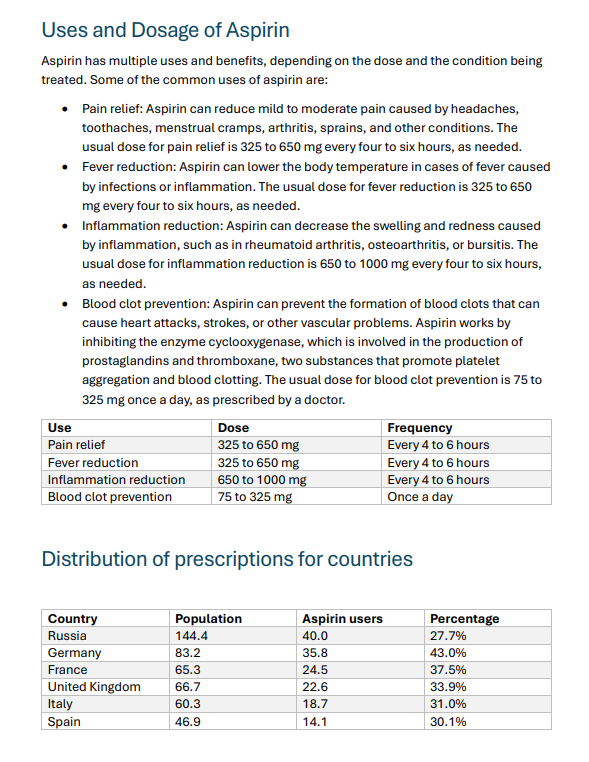 Uses and Dosage of Aspirin
Aspirin has multiple uses and benefits, depending on the dose and the condition being
treated. Some of the common uses of aspirin are:
• Pain relief: Aspirin can reduce mild to moderate pain caused by headaches,
toothaches, menstrual cramps, arthritis, sprains, and other conditions. The
usual dose for pain relief is 325 to 650 mg every four to six hours, as needed.
• Fever reduction: Aspirin can lower the body temperature in cases of fever caused
by infections or inflammation. The usual dose for fever reduction is 325 to 650
mg every four to six hours, as needed.
• Inflammation reduction: Aspirin can decrease the swelling and redness caused
by inflammation, such as in rheumatoid arthritis, osteoarthritis, or bursitis. The
usual dose for inflammation reduction is 650 to 1000 mg every four to six hours,
as needed.
• Blood clot prevention: Aspirin can prevent the formation of blood clots that can
cause heart attacks, strokes, or other vascular problems. Aspirin works by
inhibiting the enzyme cyclooxygenase, which is involved in the production of
prostaglandins and thromboxane, two substances that promote platelet
aggregation and blood clotting. The usual dose for blood clot prevention is 75 to
325 mg once a day, as prescribed by a doctor.
Use Dose Frequency
Pain relief 325 to 650 mg Every 4 to 6 hours
Fever reduction 325 to 650 mg Every 4 to 6 hours
Inflammation reduction 650 to 1000 mg Every 4 to 6 hours
Blood clot prevention 75 to 325 mg Once a day
Distribution of prescriptions for countries
Country Population Aspirin users Percentage
Russia 144.4 40.0 27.7%
Germany 83.2 35.8 43.0%
France 65.3 24.5 37.5%
United Kingdom 66.7 22.6 33.9%
Italy 60.3 18.7 31.0%
Spain 46.9 14.1 30.1%